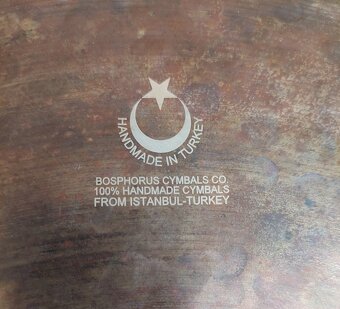 HANDMADE IN TURKEY
BOSPHORUS CYMBALS CO.
100% HANDMADE CYMBALS
FROM ISTANBUL-TURKEY